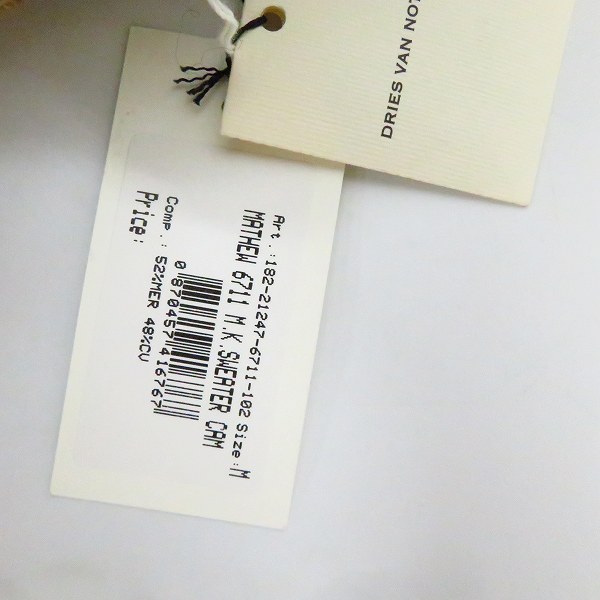 DRIES VAN NOT
Art.:182-21247-6711-102 Size:M
MATHEW 6711 M.K.SWEATER CAM
0 870457 416767
Comp.: 52%MER 48%CV
Price: